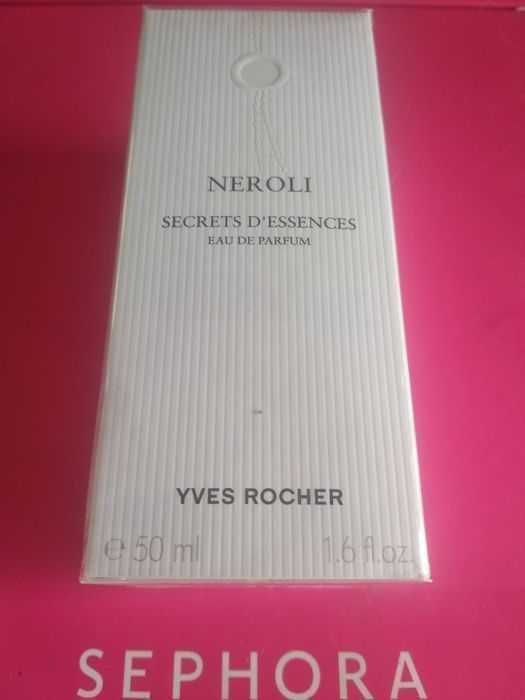 NEROLI
SECRETS D'ESSENCES
EAU DE PARFUM
YVES ROCHER
e 50 ml 1.6 fl.oz.
SEPHORA